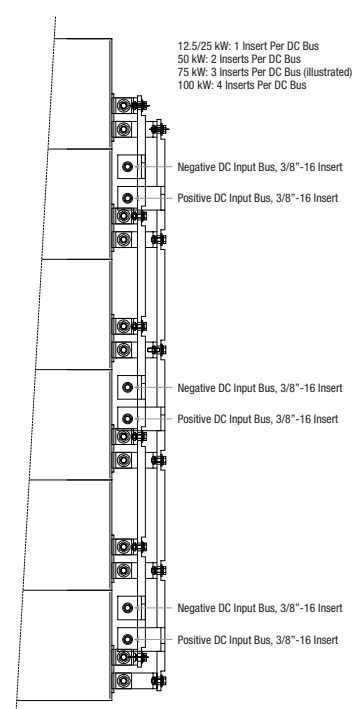 12.5/25 kW: 1 Insert Per DC Bus
50 kW: 2 Inserts Per DC Bus
75 kW: 3 Inserts Per DC Bus (illustrated)
100 kW: 4 Inserts Per DC Bus
Negative DC Input Bus, 3/8"-16 Insert
Positive DC Input Bus, 3/8"-16 Insert
Negative DC Input Bus, 3/8"-16 Insert
Positive DC Input Bus, 3/8"-16 Insert
Negative DC Input Bus, 3/8"-16 Insert
Positive DC Input Bus, 3/8"-16 Insert